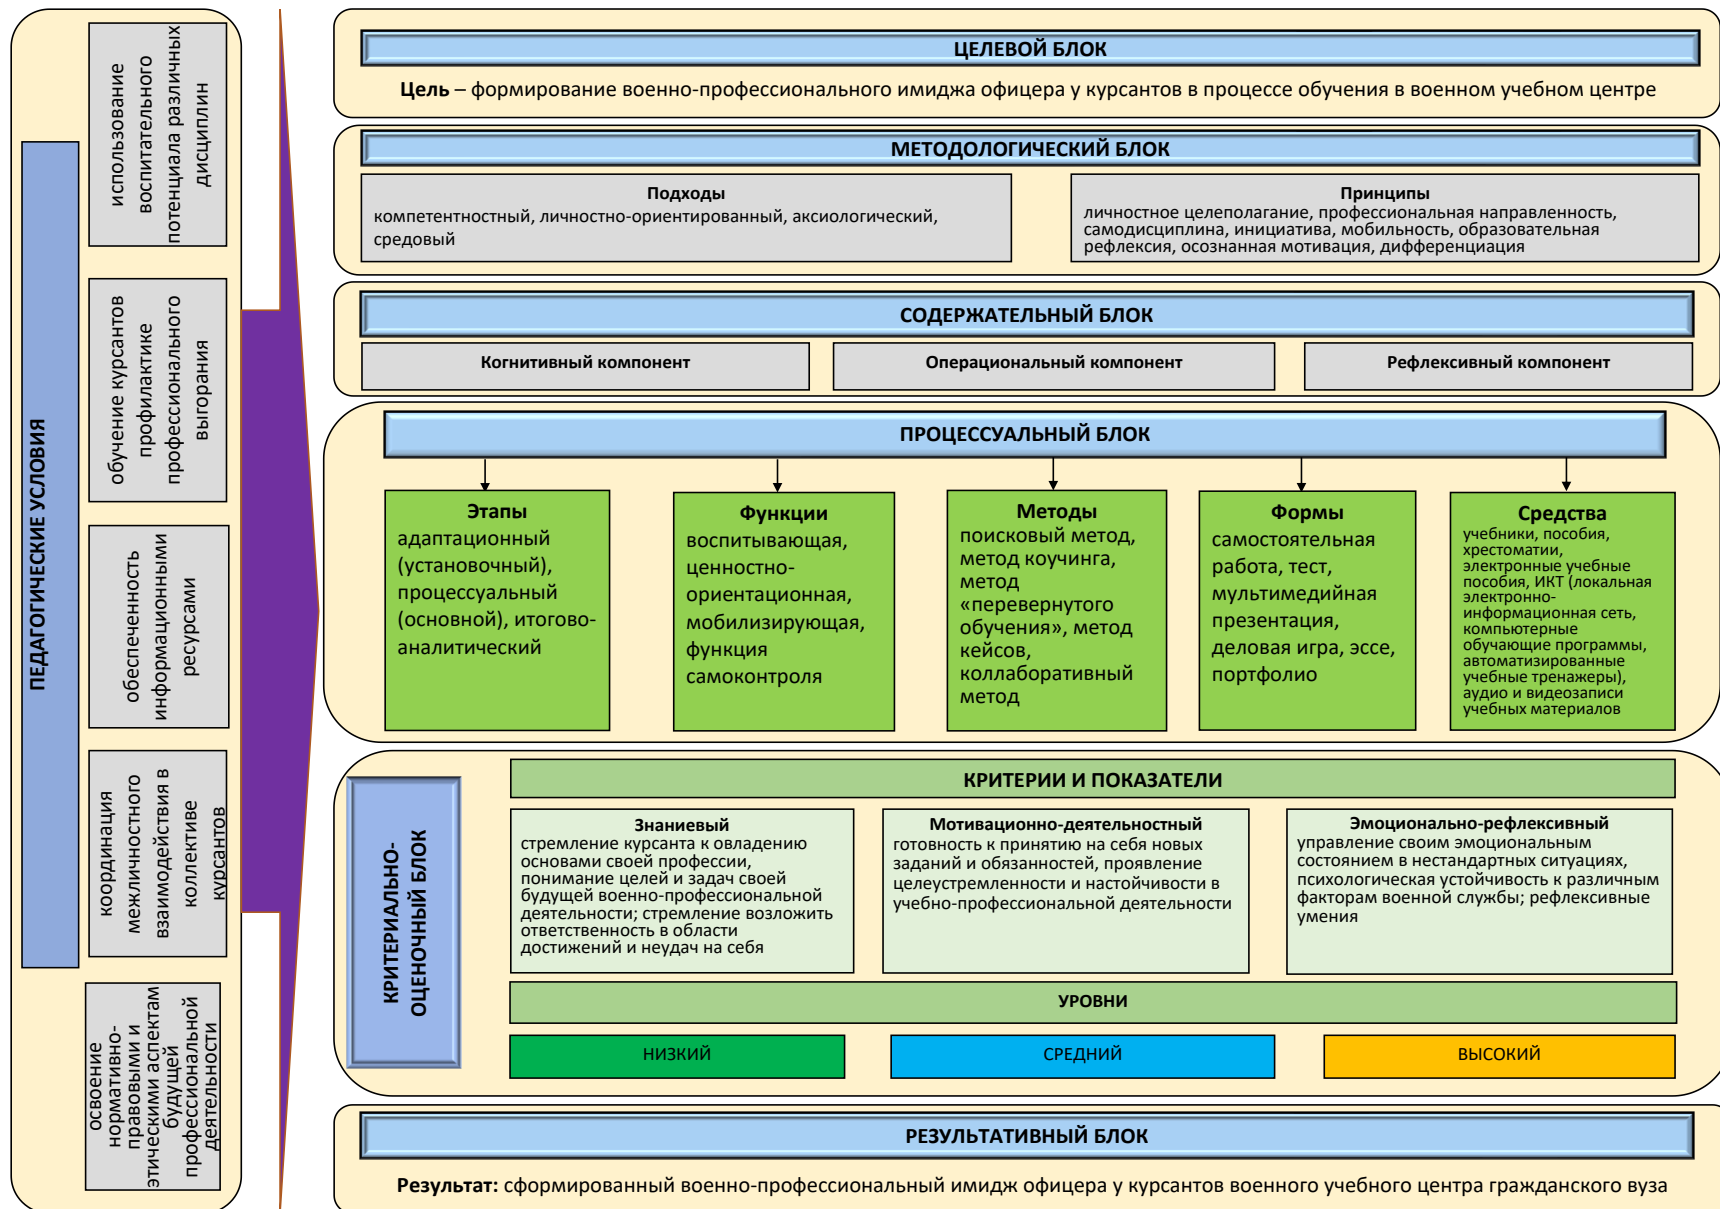 ПЕДАГОГИЧЕСКИЕ УСЛОВИЯ
использование
воспитательного
потенциала различных
дисциплин
обучение курсантов
профилактике
профессионального
выгорания
обеспеченность
информационными
ресурсами
координация
межличностного
взаимодействия в
коллективе
курсантов
освоение
нормативно-
правовыми и
этическими аспектам
будущей
профессиональной
деятельности
ЦЕЛЕВОЙ БЛОК
Цель – формирование военно-профессионального имиджа офицера у курсантов в процессе обучения в военном учебном центре
МЕТОДОЛОГИЧЕСКИЙ БЛОК
Подходы
компетентностный, личностно-ориентированный, аксиологический,
средовый
Принципы
личностное целеполагание, профессиональная направленность,
самодисциплина, инициатива, мобильность, образовательная
рефлексия, осознанная мотивация, дифференциация
СОДЕРЖАТЕЛЬНЫЙ БЛОК
Когнитивный компонент
Операциональный компонент
Рефлексивный компонент
ПРОЦЕССУАЛЬНЫЙ БЛОК
Этапы
адаптационный
(установочный),
процессуальный
(основной), итогово-
аналитический
Функции
воспитывающая,
ценностно-
ориентационная,
мобилизирующая,
функция
самоконтроля
Методы
поисковый метод,
метод коучинга,
метод
«перевернутого
обучения», метод
кейсов,
коллаборативный
метод
Формы
самостоятельная
работа, тест,
мультимедийная
презентация,
деловая игра, эссе,
портфолио
Средства
учебники, пособия,
хрестоматии,
электронные учебные
пособия, ИКТ (локальная
электронно-
информационная сеть,
компьютерные
обучающие программы,
автоматизированные
учебные тренажеры),
аудио и видеозаписи
учебных материалов
КРИТЕРИАЛЬНО-
ОЦЕНОЧНЫЙ БЛОК
КРИТЕРИИ И ПОКАЗАТЕЛИ
Знаниевый
стремление курсанта к овладению
основами своей профессии,
понимание целей и задач своей
будущей военно-профессиональной
деятельности; стремление возложить
ответственность в области
достижений и неудач на себя
Мотивационно-деятельностный
готовность к принятию на себя новых
заданий и обязанностей, проявление
целеустремленности и настойчивости в
учебно-профессиональной деятельности
Эмоционально-рефлексивный
управление своим эмоциональным
состоянием в нестандартных ситуациях,
психологическая устойчивость к различным
факторам военной службы; рефлексивные
умения
УРОВНИ
НИЗКИЙ
СРЕДНИЙ
ВЫСОКИЙ
РЕЗУЛЬТАТИВНЫЙ БЛОК
Результат: сформированный военно-профессиональный имидж офицера у курсантов военного учебного центра гражданского вуза